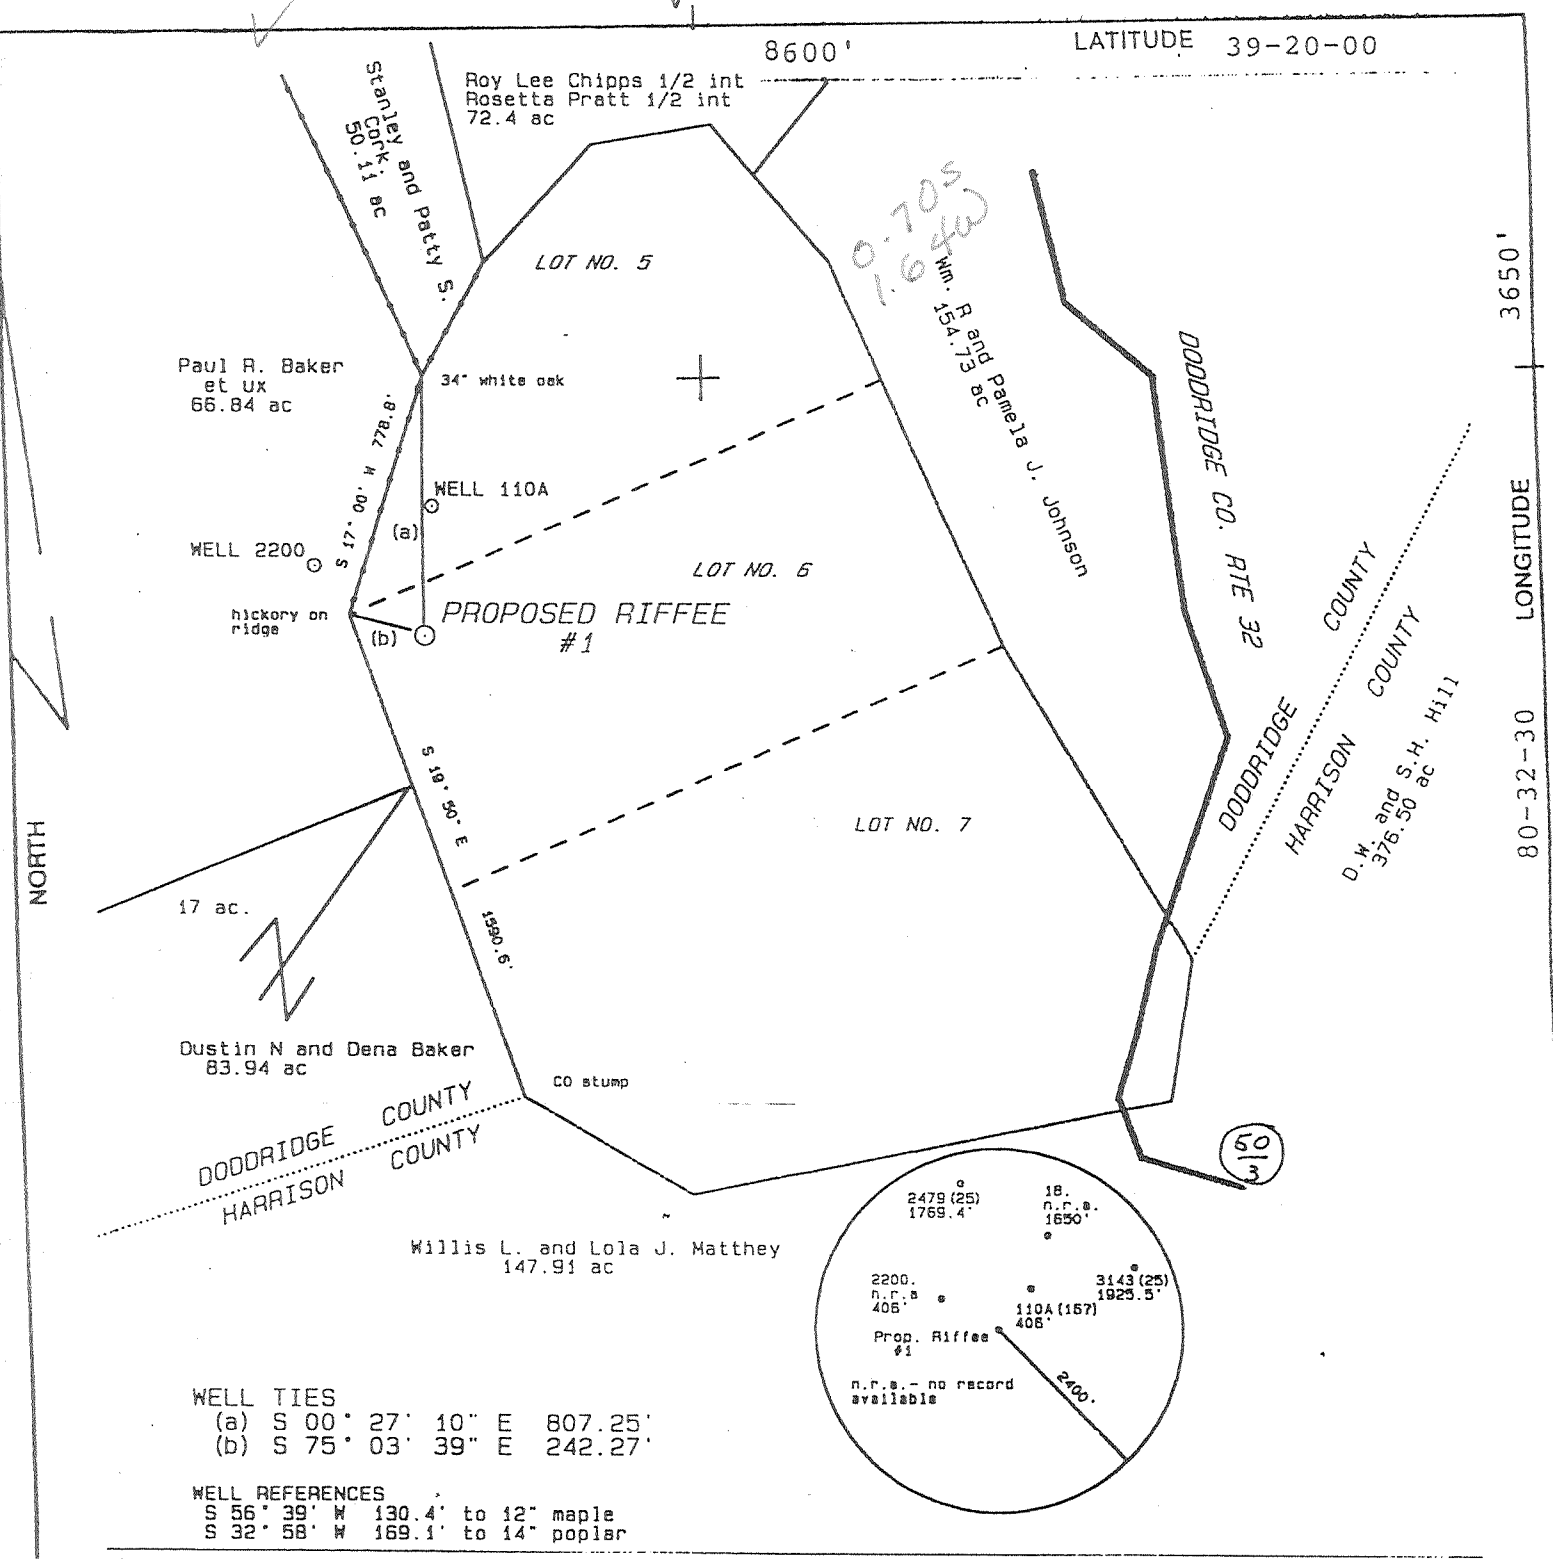 8600'
LATITUDE 39-20-00
Roy Lee Chipps 1/2 int
Rosetta Pratt 1/2 int
72.4 ac
Stanley and Patty S.
Cork.
50.11 ac
0.70s
1.64w
LOT NO. 5
Wm. R and Pamela J. Johnson
154.73 ac
3650'
DODDRIDGE CO. RTE 32
Paul R. Baker
et ux
66.84 ac
34" white oak
S 17° 00' W 778.8'
WELL 110A
(a)
WELL 2200
LOT NO. 6
hickory on
ridge
(b)
PROPOSED RIFFEE
#1
LONGITUDE 80-32-30
DODDRIDGE COUNTY
HARRISON COUNTY
D.W. and S.H. Hill
376.50 ac
S 19° 50' E 1590.6'
LOT NO. 7
NORTH
17 ac.
Dustin N and Dena Baker
83.94 ac
CO stump
DODDRIDGE COUNTY
HARRISON COUNTY
50
3
Willis L. and Lola J. Matthey
147.91 ac
2479(25)
1769.4'
18.
n.r.a.
1650'
3143(25)
1925.5'
2200.
n.r.a
406'
110A(157)
406'
Prop. Riffee
#1
2400'
n.r.a.- no record
available
WELL TIES
(a) S 00° 27' 10" E 807.25'
(b) S 75° 03' 39" E 242.27'
WELL REFERENCES
S 56° 39' W 130.4' to 12" maple
S 32° 58' W 169.1' to 14" poplar